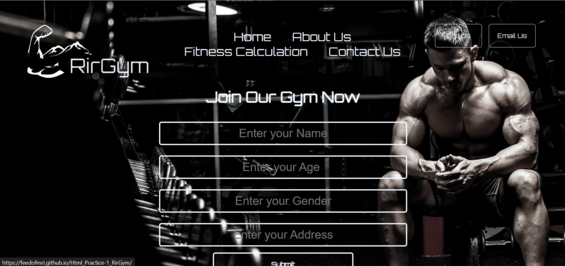 Home About Us
Fitness Calculation Contact Us
Email Us
RirGym
Join Our Gym Now
Enter your Name
Enter your Age
Enter your Gender
Enter your Address
Submit
https://feedofmri.github.io/Html_Practice-1_RirGym/